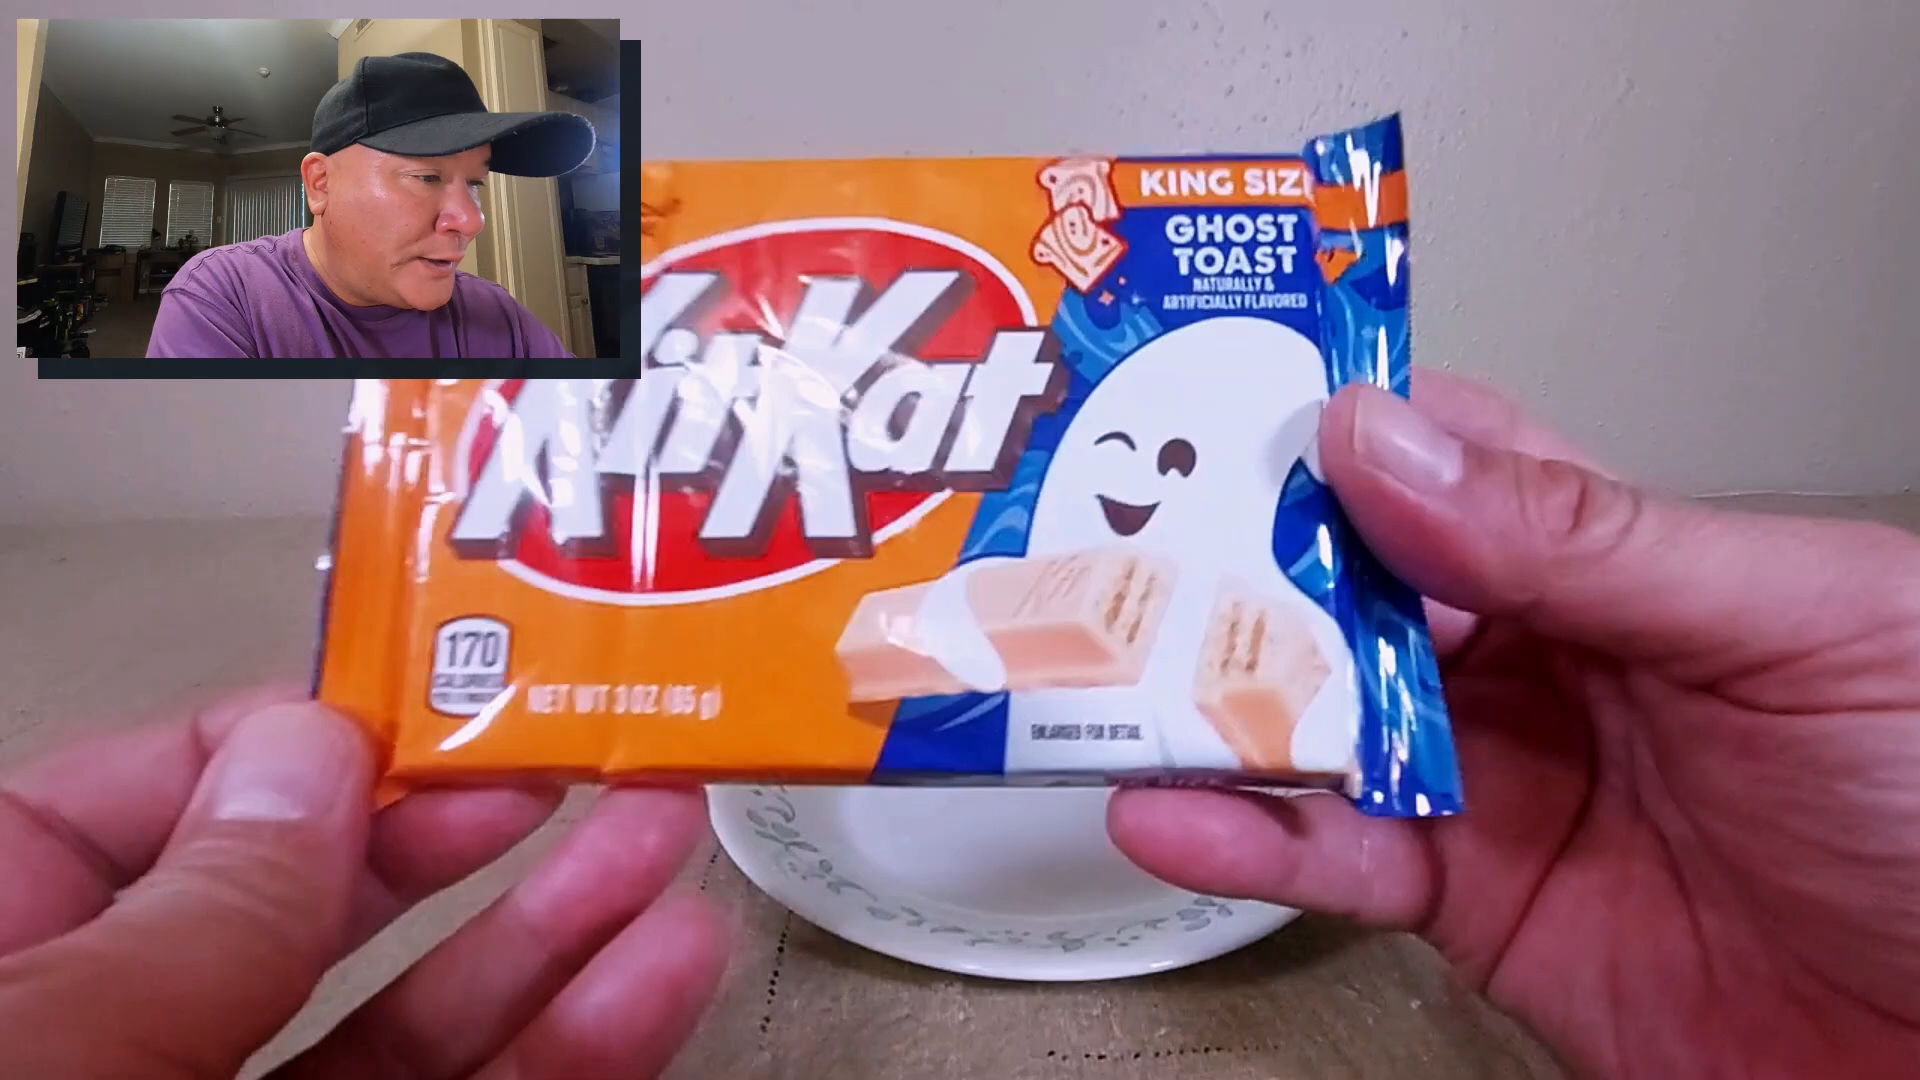 KING SIZ
GHOST
TOAST
NATURALLY &
ARTIFICIALLY FLAVORED
KitKat
170
CALORIES
NET WT 3 OZ (85 g)
ENLARGED FOR DETAIL